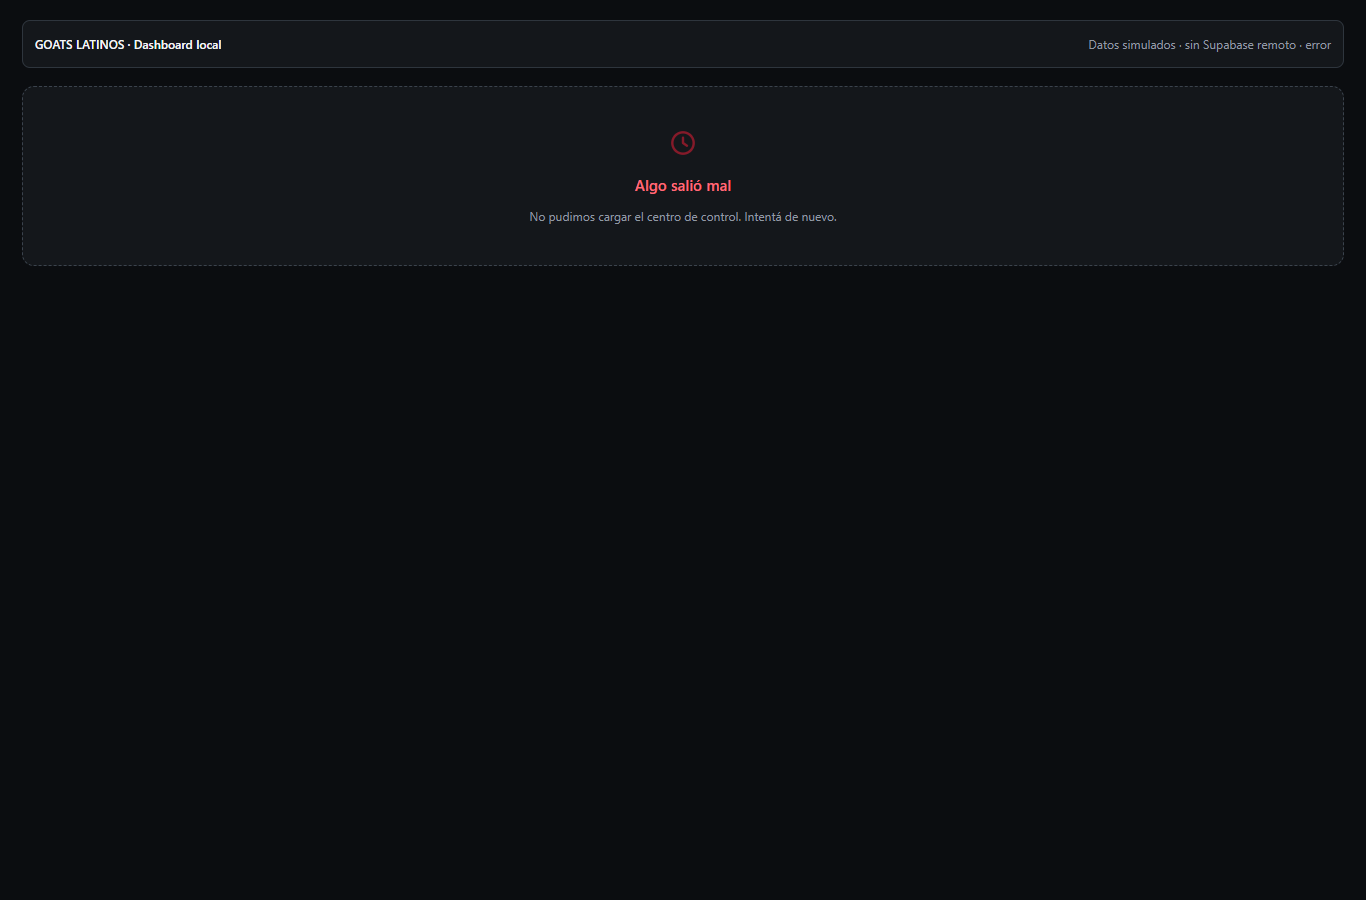 GOATS LATINOS · Dashboard local
Datos simulados · sin Supabase remoto · error
Algo salió mal
No pudimos cargar el centro de control. Intentá de nuevo.